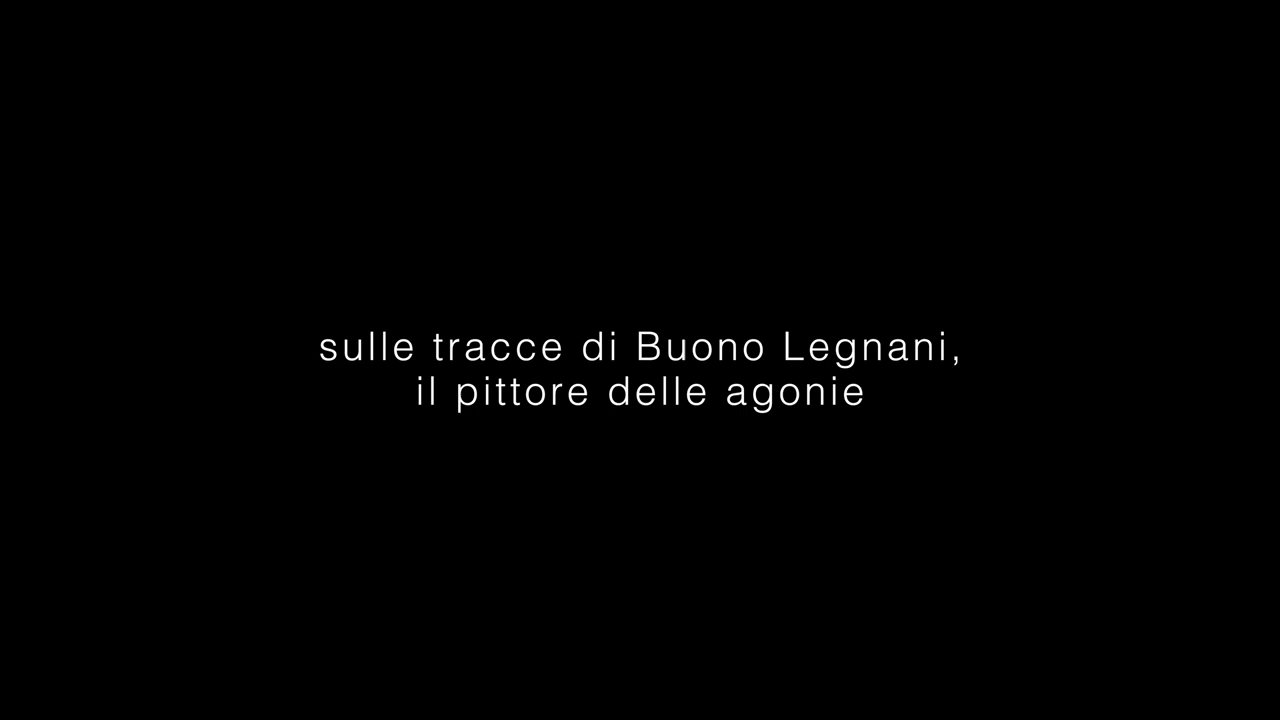 sulle tracce di Buono Legnani,
il pittore delle agonie